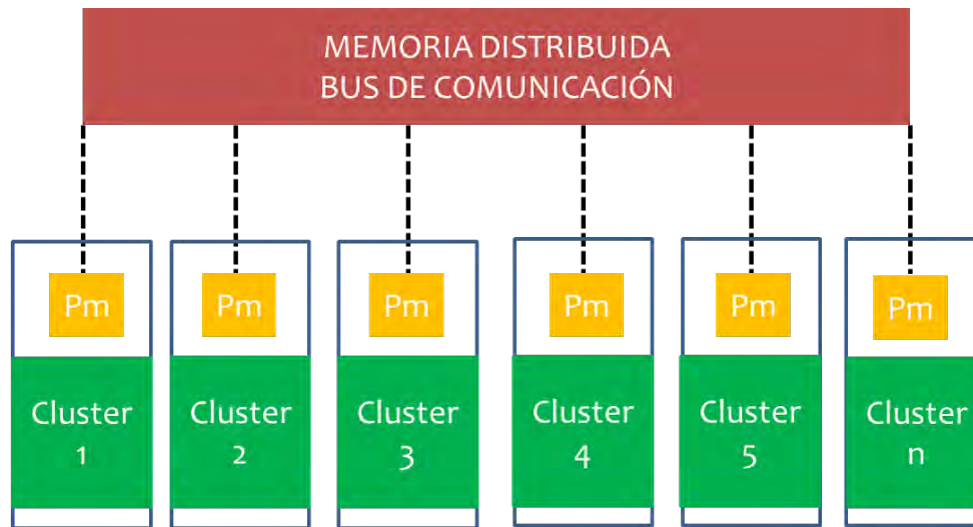 MEMORIA DISTRIBUIDA
BUS DE COMUNICACIÓN
Pm
Pm
Pm
Pm
Pm
Pm
Cluster
1
Cluster
2
Cluster
3
Cluster
4
Cluster
5
Cluster
n